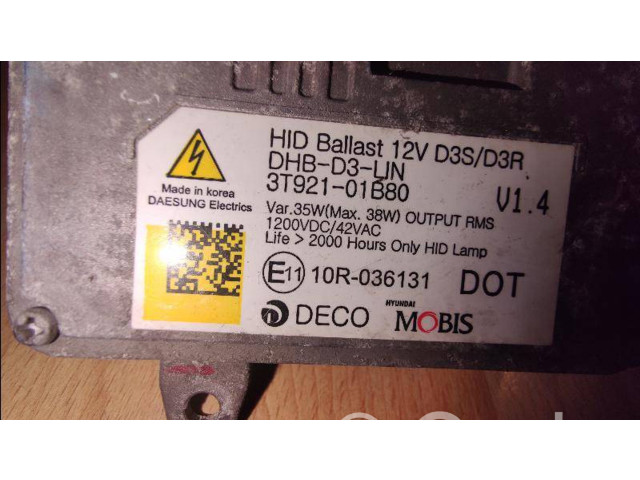 HID Ballast 12V D3S/D3R
DHB-D3-LIN
3T921-01B80
V1.4
Made in korea
DAESUNG Electrics
Var.35W(Max. 38W) OUTPUT RMS
1200VDC/42VAC
Life > 2000 Hours Only HID Lamp
E11 10R-036131 DOT
DECO
HYUNDAI
MOBIS